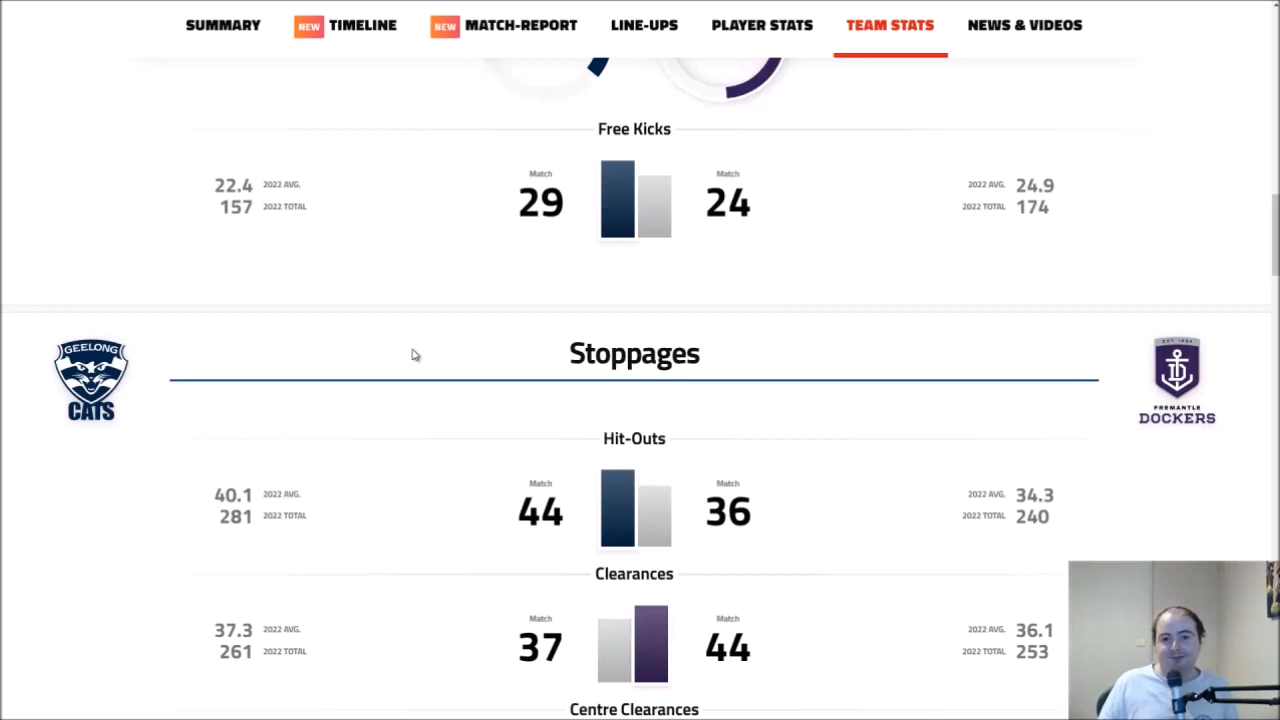 SUMMARY NEW TIMELINE NEW MATCH-REPORT LINE-UPS PLAYER STATS TEAM STATS NEWS & VIDEOS
Free Kicks
22.4 2022 AVG. Match 29 Match 24 2022 AVG. 24.9
157 2022 TOTAL 2022 TOTAL 174
GEELONG
CATS
Stoppages
EST 1994
FREMANTLE
DOCKERS
Hit-Outs
40.1 2022 AVG. Match 44 Match 36 2022 AVG. 34.3
281 2022 TOTAL 2022 TOTAL 240
Clearances
37.3 2022 AVG. Match 37 Match 44 2022 AVG. 36.1
261 2022 TOTAL 2022 TOTAL 253
Centre Clearances